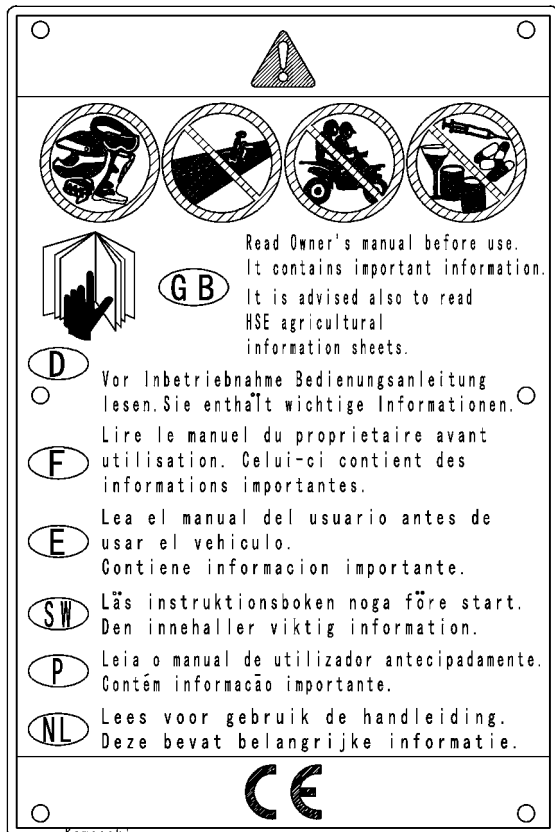 GB
Read Owner's manual before use.
It contains important information.
It is advised also to read
HSE agricultural
information sheets.
D
Vor Inbetriebnahme Bedienungsanleitung
lesen. Sie enthält wichtige Informationen.
F
Lire le manuel du proprietaire avant
utilisation. Celui-ci contient des
informations importantes.
E
Lea el manual del usuario antes de
usar el vehiculo.
Contiene informacion importante.
SW
Läs instruktionsboken noga före start.
Den innehaller viktig information.
P
Leia o manual de utilizador antecipadamente.
Contém informacão importante.
NL
Lees voor gebruik de handleiding.
Deze bevat belangrijke informatie.
CE